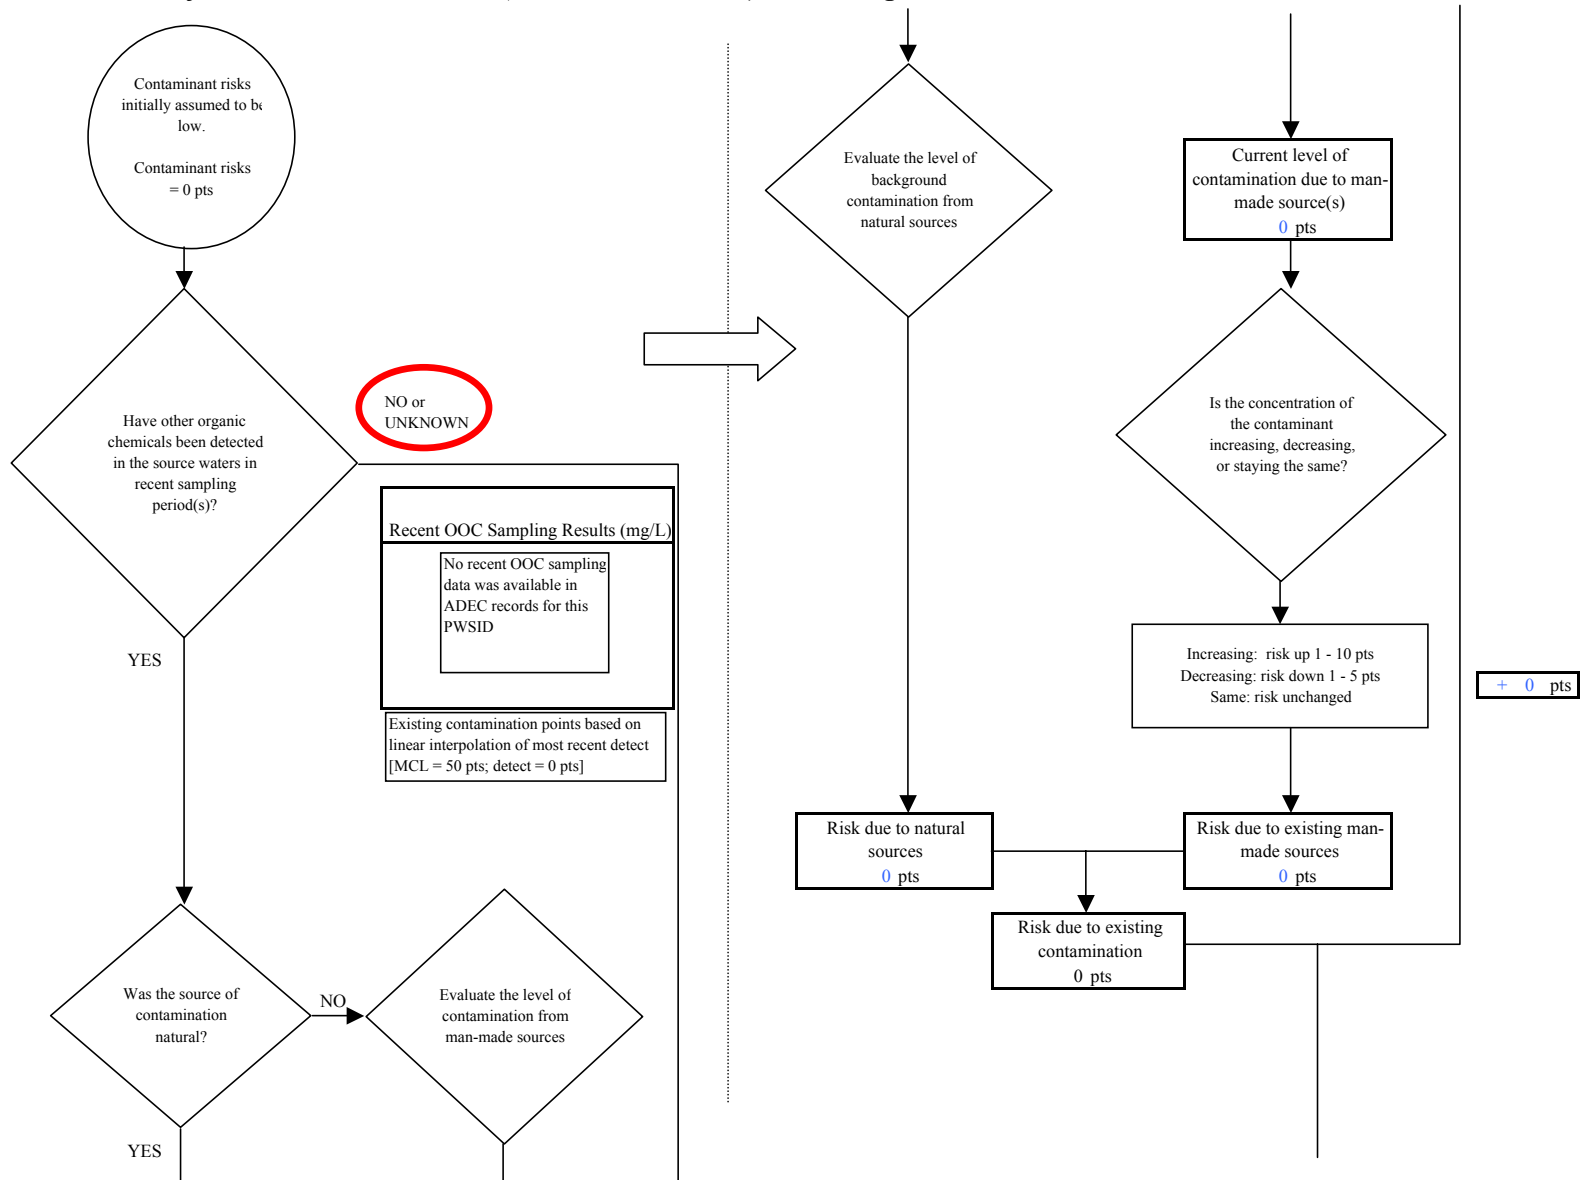 Contaminant risks
initially assumed to be
low.
Contaminant risks
= 0 pts
Have other organic
chemicals been detected
in the source waters in
recent sampling
period(s)?
NO or
UNKNOWN
Recent OOC Sampling Results (mg/L)
No recent OOC sampling
data was available in
ADEC records for this
PWSID
Existing contamination points based on
linear interpolation of most recent detect
[MCL = 50 pts; detect = 0 pts]
YES
Was the source of
contamination
natural?
NO
Evaluate the level of
contamination from
man-made sources
YES
Evaluate the level of
background
contamination from
natural sources
Current level of
contamination due to man-
made source(s)
0 pts
Is the concentration of
the contaminant
increasing, decreasing,
or staying the same?
Increasing: risk up 1 - 10 pts
Decreasing: risk down 1 - 5 pts
Same: risk unchanged
+ 0 pts
Risk due to natural
sources
0 pts
Risk due to existing man-
made sources
0 pts
Risk due to existing
contamination
0 pts